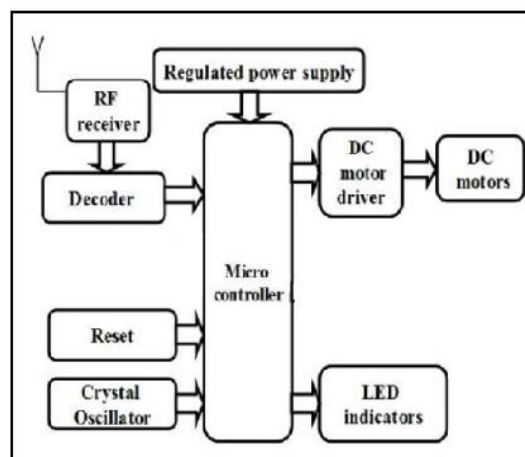 Regulated power supply
RF
receiver
DC
motor
driver
DC
motors
Decoder
Micro
controller
Reset
Crystal
Oscillator
LED
indicators